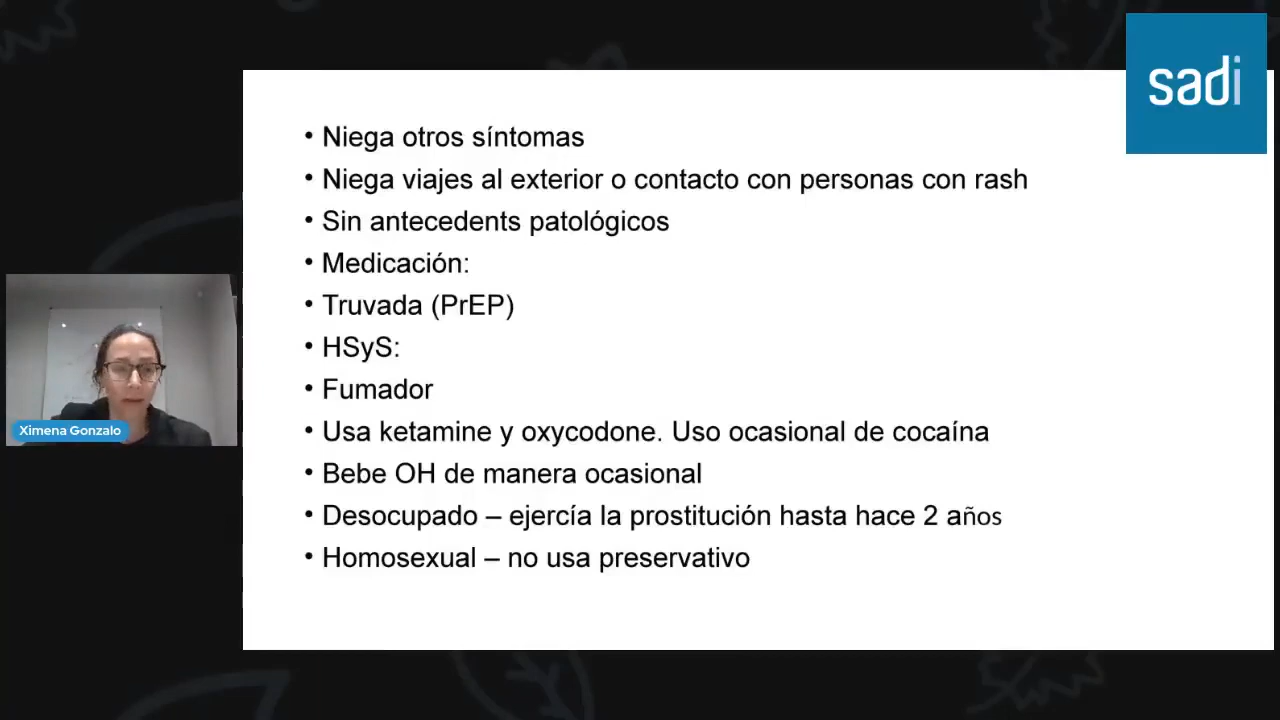 sadi
• Niega otros síntomas
• Niega viajes al exterior o contacto con personas con rash
• Sin antecedents patológicos
• Medicación:
• Truvada (PrEP)
• HSyS:
• Fumador
• Usa ketamine y oxycodone. Uso ocasional de cocaína
• Bebe OH de manera ocasional
• Desocupado – ejercía la prostitución hasta hace 2 años
• Homosexual – no usa preservativo
Ximena Gonzalo